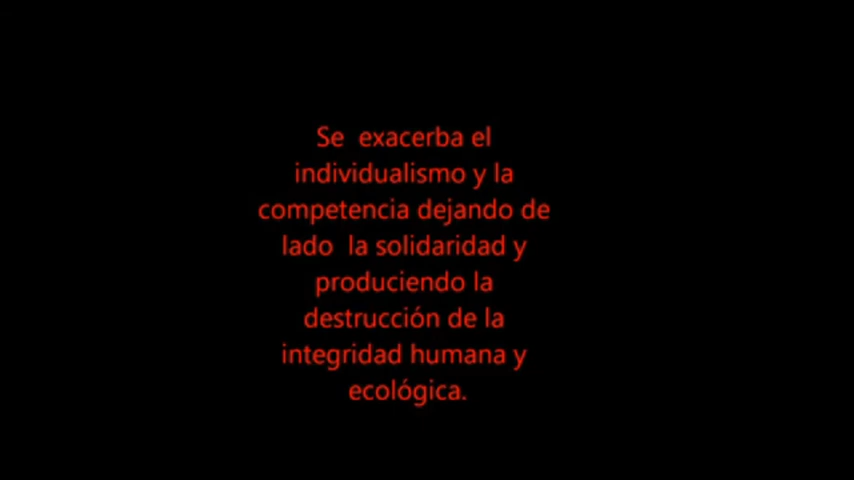 Se  exacerba el
individualismo y la
competencia dejando de
lado  la solidaridad y
produciendo la
destrucción de la
integridad humana y
ecológica.